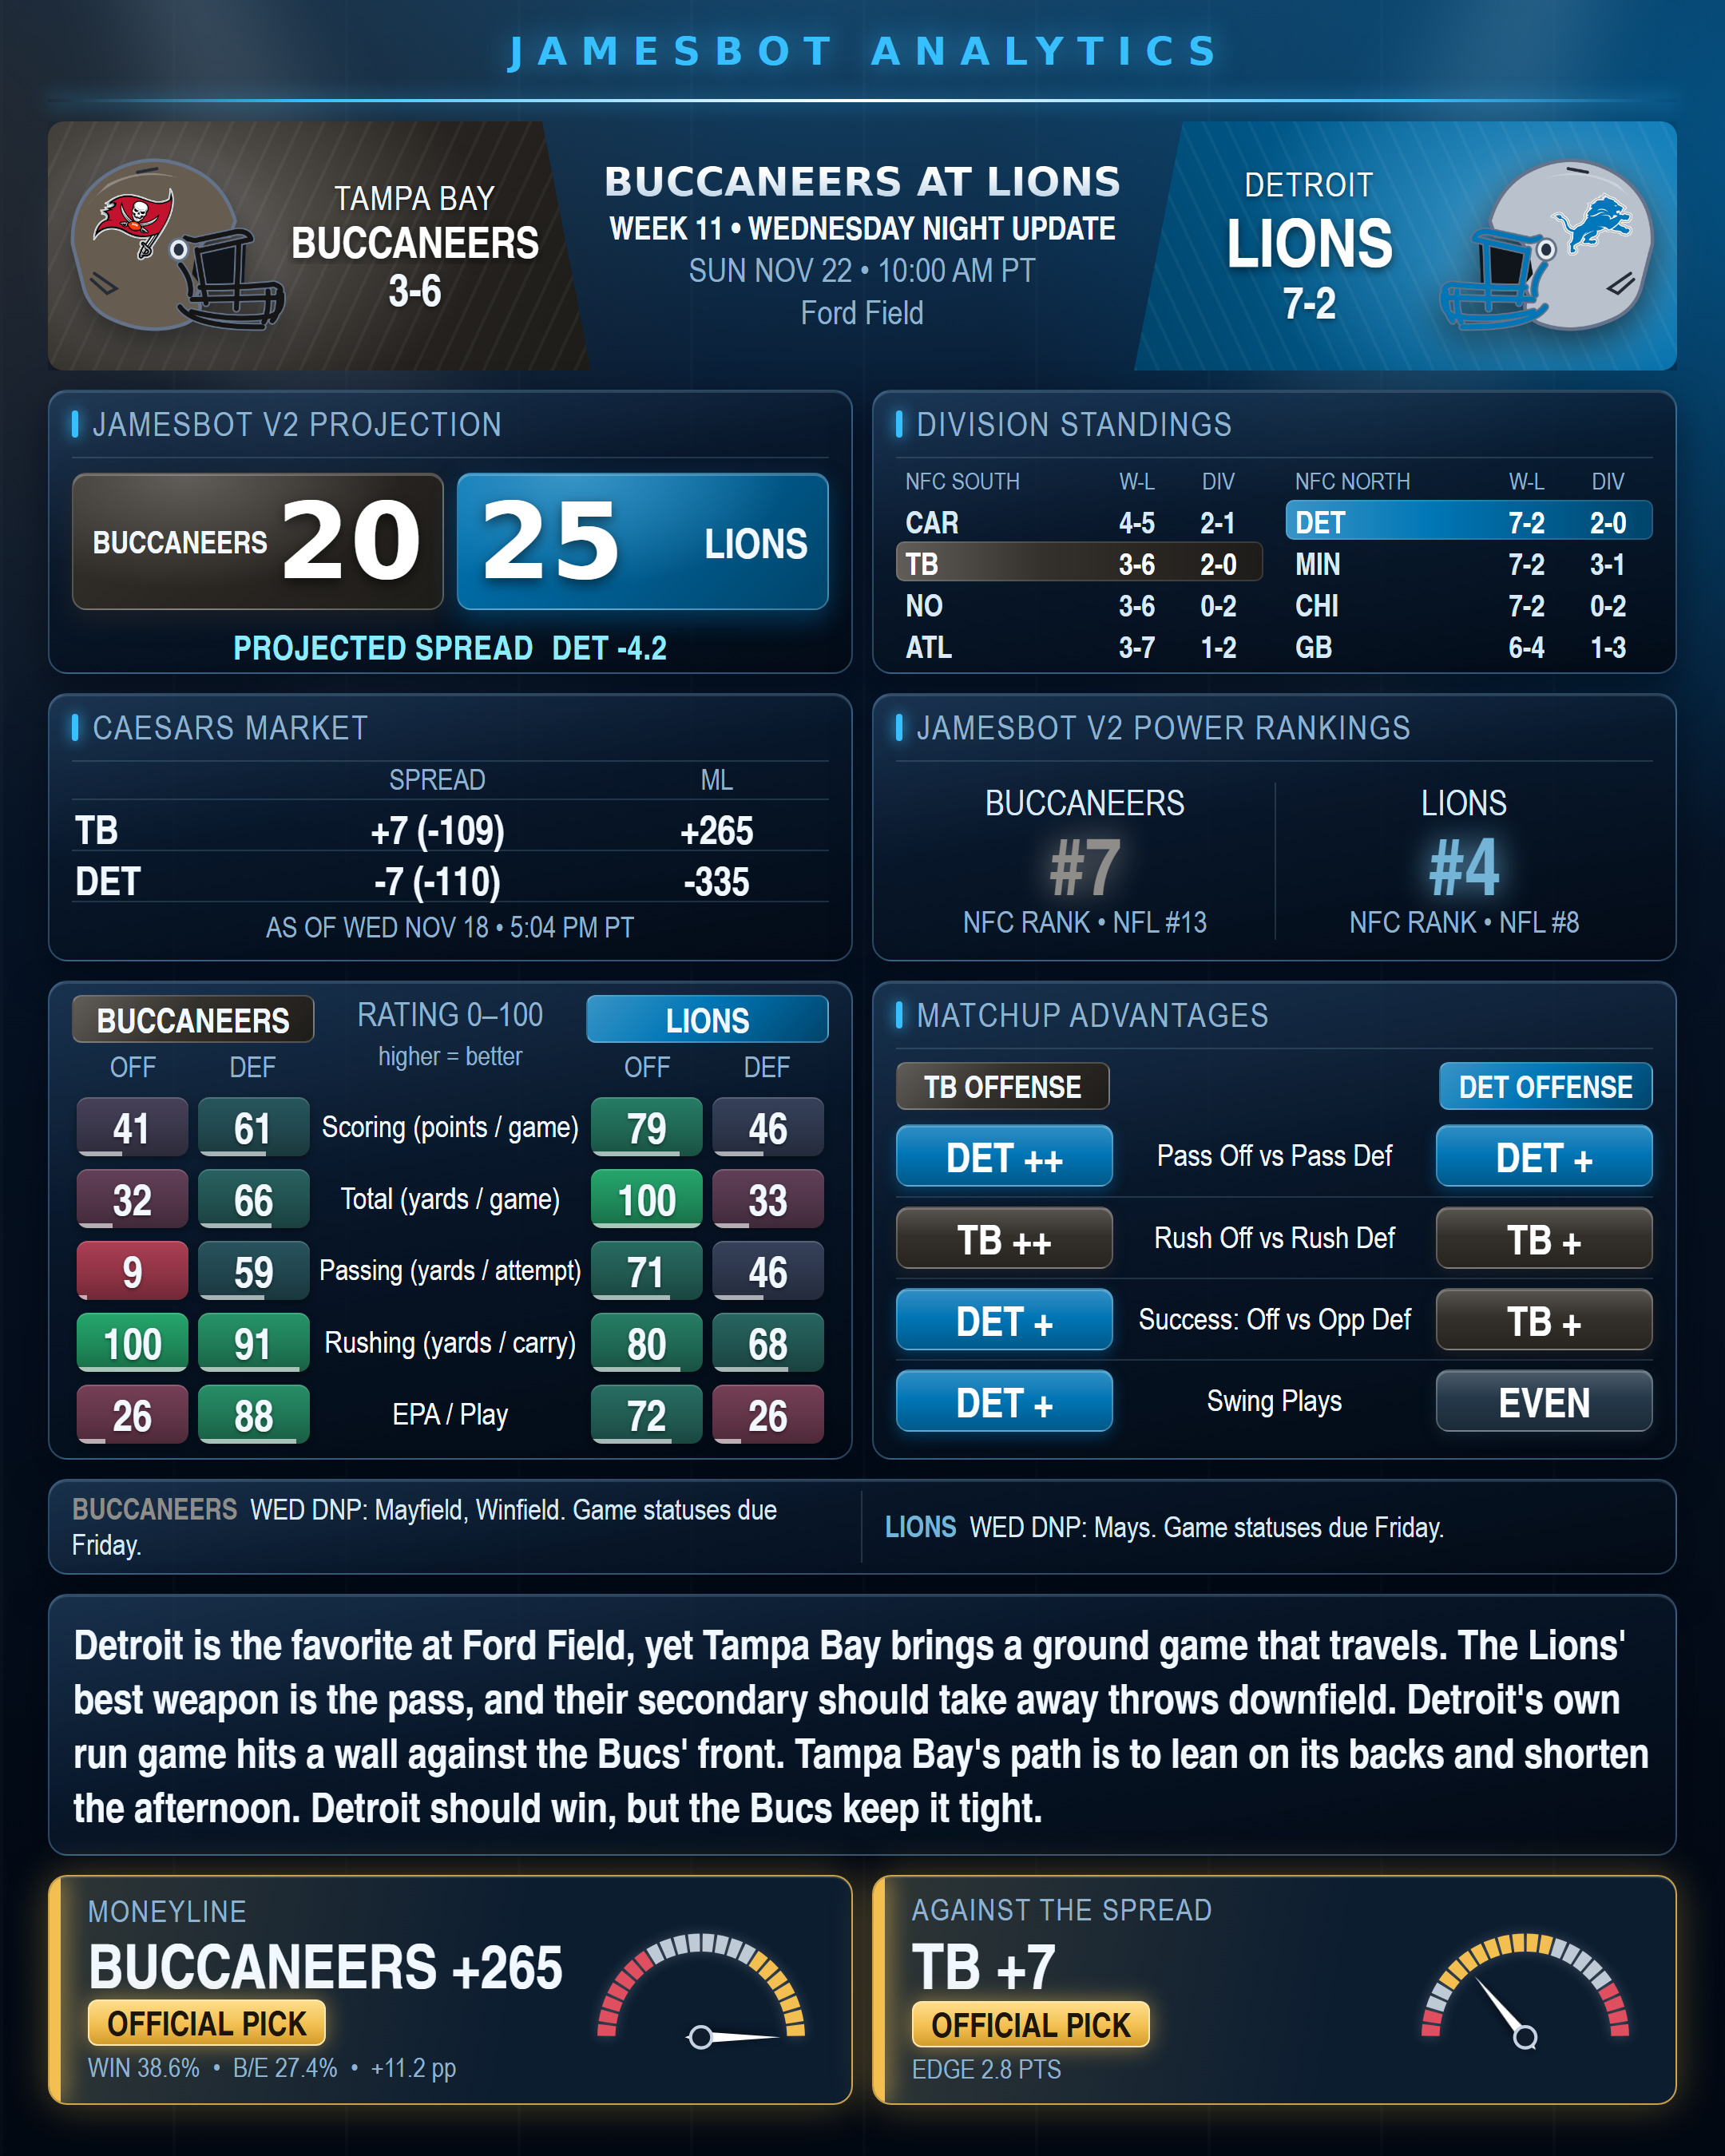 JAMESBOT ANALYTICS
TAMPA BAY
BUCCANEERS
3-6
BUCCANEERS AT LIONS
WEEK 11 • WEDNESDAY NIGHT UPDATE
SUN NOV 22 • 10:00 AM PT
Ford Field
DETROIT
LIONS
7-2
JAMESBOT V2 PROJECTION
BUCCANEERS 20
25 LIONS
PROJECTED SPREAD DET -4.2
DIVISION STANDINGS
NFC SOUTH W-L DIV
CAR 4-5 2-1
TB 3-6 2-0
NO 3-6 0-2
ATL 3-7 1-2
NFC NORTH W-L DIV
DET 7-2 2-0
MIN 7-2 3-1
CHI 7-2 0-2
GB 6-4 1-3
CAESARS MARKET
SPREAD ML
TB +7 (-109) +265
DET -7 (-110) -335
AS OF WED NOV 18 • 5:04 PM PT
JAMESBOT V2 POWER RANKINGS
BUCCANEERS
#7
NFC RANK • NFL #13
LIONS
#4
NFC RANK • NFL #8
BUCCANEERS RATING 0–100 LIONS
OFF DEF higher = better OFF DEF
41 61 Scoring (points / game) 79 46
32 66 Total (yards / game) 100 33
9 59 Passing (yards / attempt) 71 46
100 91 Rushing (yards / carry) 80 68
26 88 EPA / Play 72 26
MATCHUP ADVANTAGES
TB OFFENSE DET OFFENSE
DET ++ Pass Off vs Pass Def DET +
TB ++ Rush Off vs Rush Def TB +
DET + Success: Off vs Opp Def TB +
DET + Swing Plays EVEN
BUCCANEERS WED DNP: Mayfield, Winfield. Game statuses due
Friday.
LIONS WED DNP: Mays. Game statuses due Friday.
Detroit is the favorite at Ford Field, yet Tampa Bay brings a ground game that travels. The Lions'
best weapon is the pass, and their secondary should take away throws downfield. Detroit's own
run game hits a wall against the Bucs' front. Tampa Bay's path is to lean on its backs and shorten
the afternoon. Detroit should win, but the Bucs keep it tight.
MONEYLINE
BUCCANEERS +265
OFFICIAL PICK
WIN 38.6% • B/E 27.4% • +11.2 pp
AGAINST THE SPREAD
TB +7
OFFICIAL PICK
EDGE 2.8 PTS